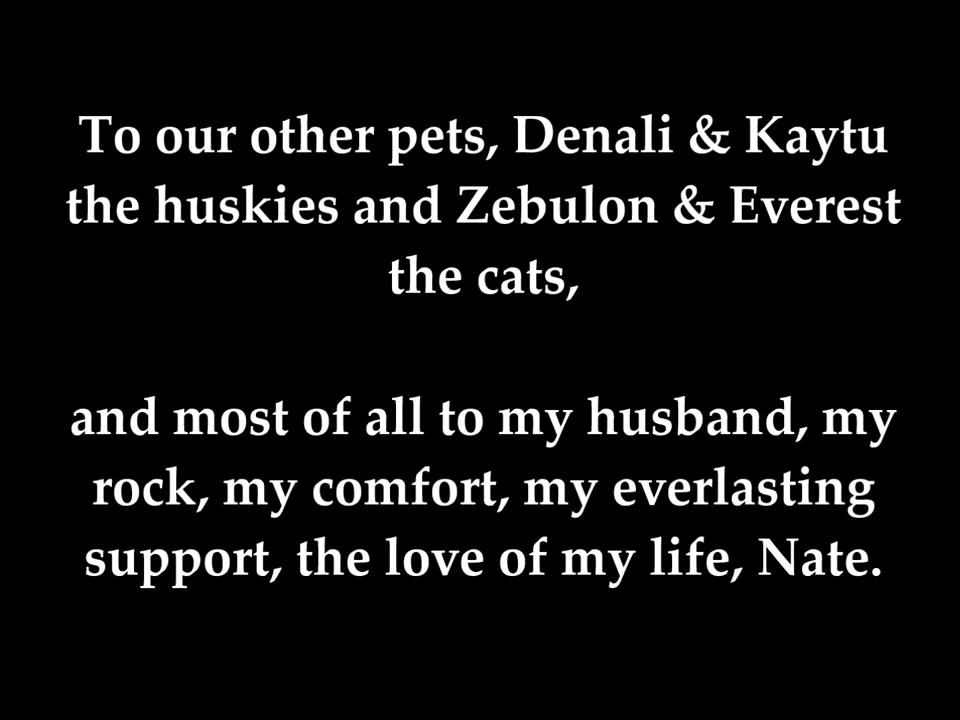 To our other pets, Denali & Kaytu
the huskies and Zebulon & Everest
the cats,
and most of all to my husband, my
rock, my comfort, my everlasting
support, the love of my life, Nate.